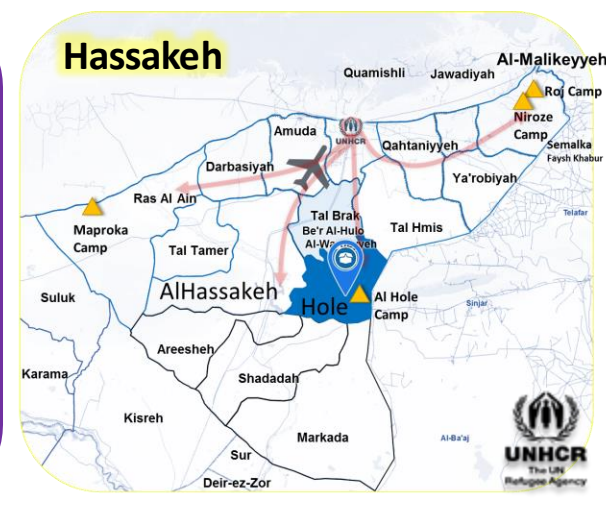 Hassakeh
Al-Malikeyyeh
Quamishli
Jawadiyah
Roj Camp
Niroze
Camp
Amuda
UNHCR
Qahtaniyyeh
Semalka
Faysh Khabur
Darbasiyah
Ya'robiyah
Ras Al Ain
Telafar
Tal Brak
Be'r Al-Hulo
Tal Hmis
Maproka
Camp
Tal Tamer
Suluk
AlHassakeh
Hole
Al Hole
Camp
Sinjar
Areesheh
Karama
Shadadah
Kisreh
Markada
Al-Ba'aj
Sur
Deir-ez-Zor
UNHCR
The UN
Refugee Agency